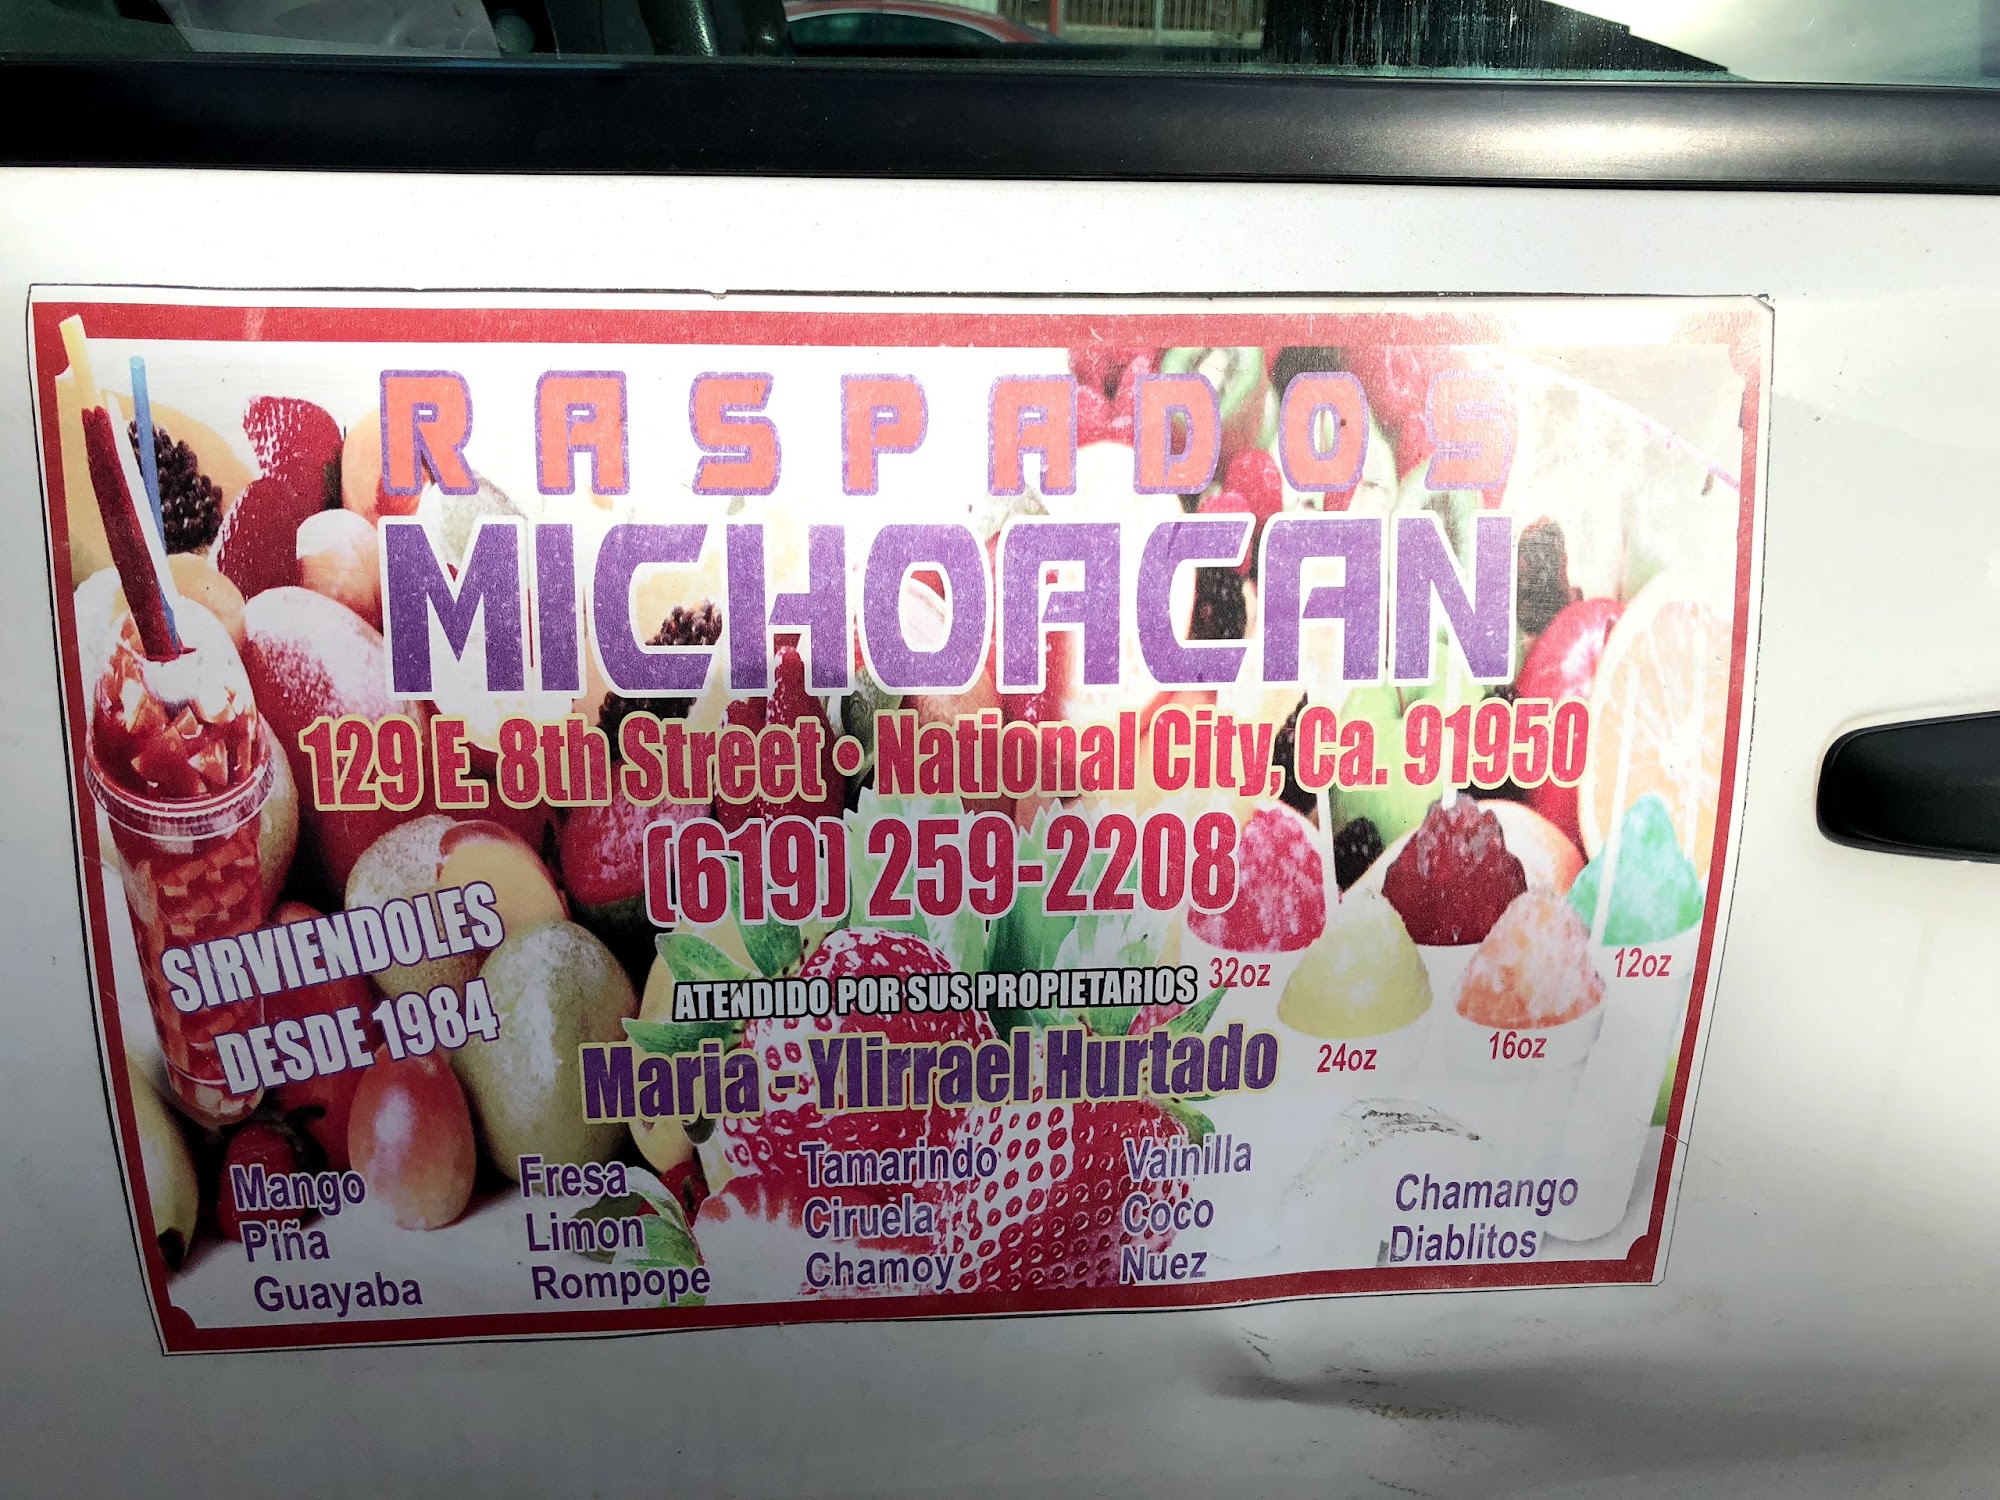 RASPADOS
MICHOACAN
129 E. 8th Street • National City, Ca. 91950
(619) 259-2208
SIRVIENDOLES
DESDE 1984
ATENDIDO POR SUS PROPIETARIOS
Maria - Ylirrael Hurtado
32oz
24oz
16oz
12oz
Mango
Piña
Guayaba
Fresa
Limon
Rompope
Tamarindo
Ciruela
Chamoy
Vainilla
Coco
Nuez
Chamango
Diablitos